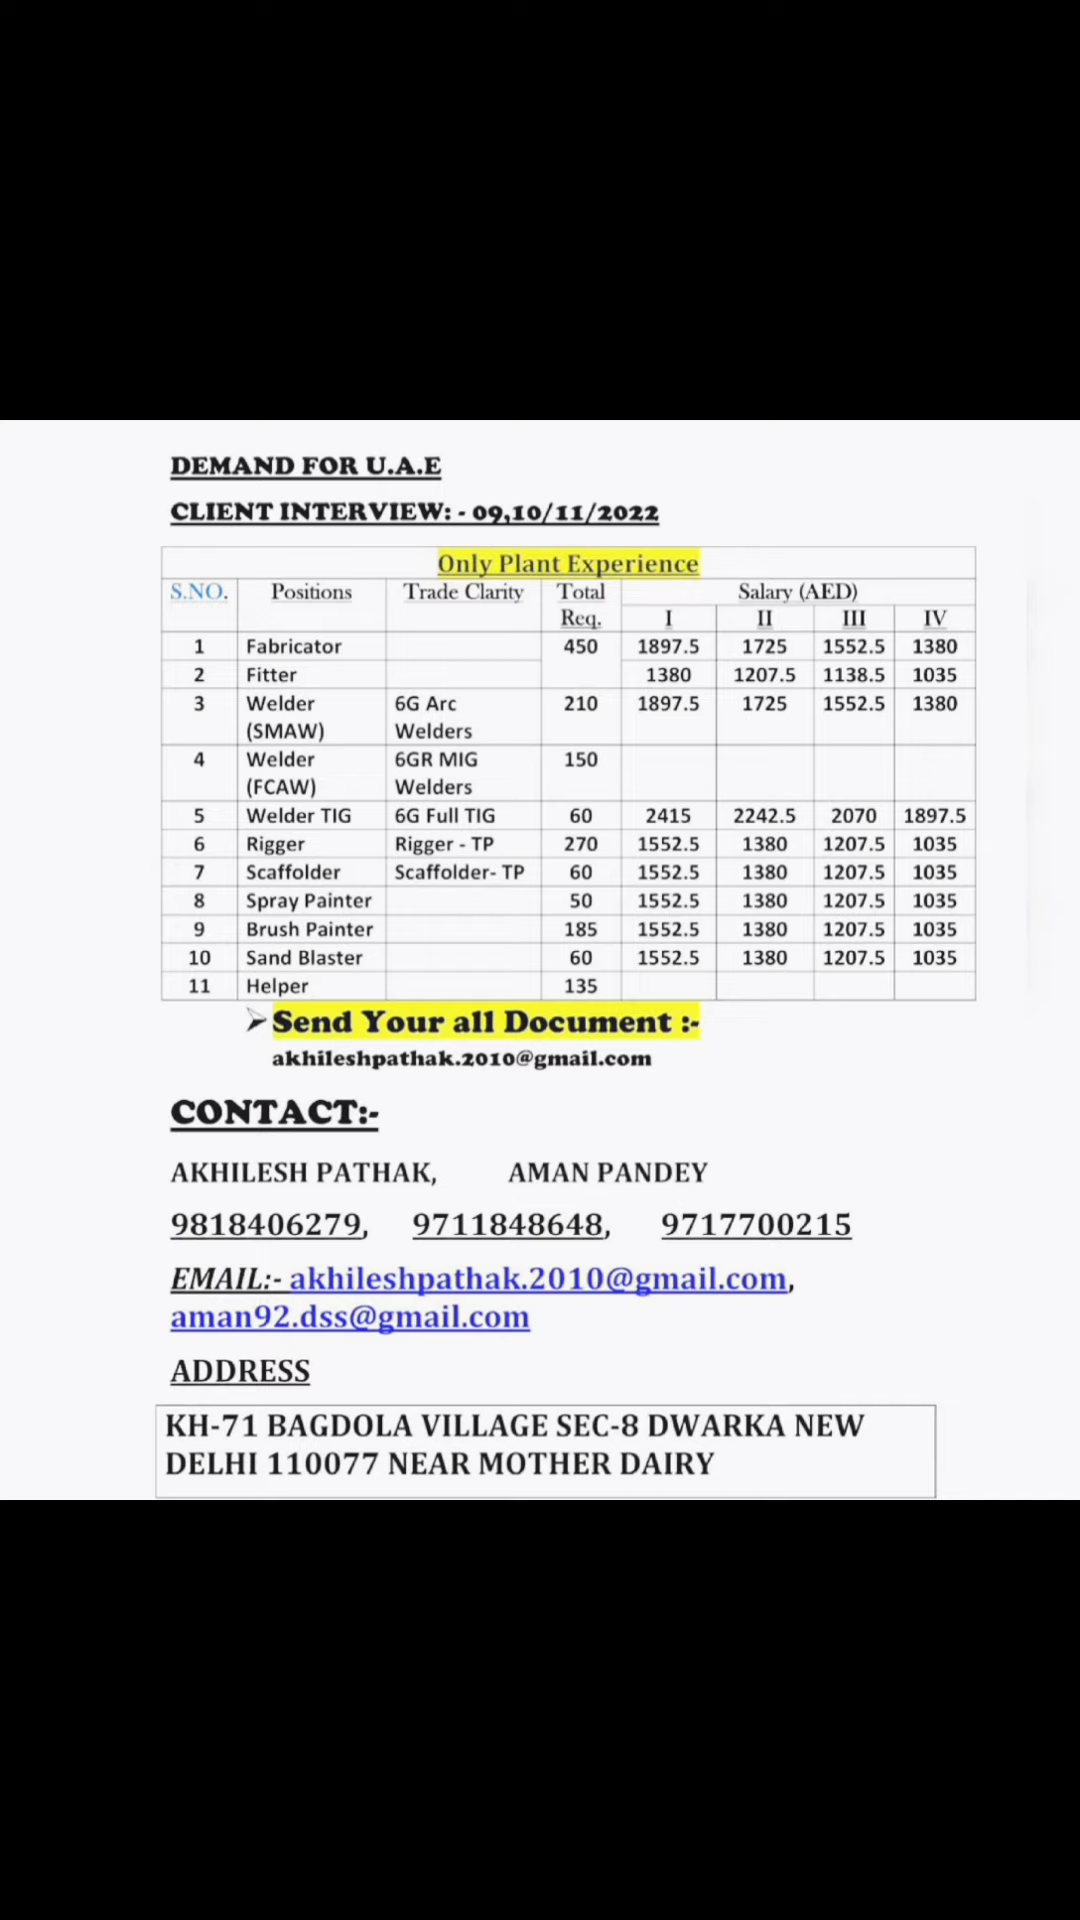 DEMAND FOR U.A.E
CLIENT INTERVIEW: - 09,10/11/2022
Only Plant Experience
S.NO. Positions Trade Clarity Total Req. Salary (AED)
I II III IV
1 Fabricator 450 1897.5 1725 1552.5 1380
2 Fitter 1380 1207.5 1138.5 1035
3 Welder (SMAW) 6G Arc Welders 210 1897.5 1725 1552.5 1380
4 Welder (FCAW) 6GR MIG Welders 150
5 Welder TIG 6G Full TIG 60 2415 2242.5 2070 1897.5
6 Rigger Rigger - TP 270 1552.5 1380 1207.5 1035
7 Scaffolder Scaffolder- TP 60 1552.5 1380 1207.5 1035
8 Spray Painter 50 1552.5 1380 1207.5 1035
9 Brush Painter 185 1552.5 1380 1207.5 1035
10 Sand Blaster 60 1552.5 1380 1207.5 1035
11 Helper 135
➢ Send Your all Document :-
akhileshpathak.2010@gmail.com
CONTACT:-
AKHILESH PATHAK, AMAN PANDEY
9818406279, 9711848648, 9717700215
EMAIL:- akhileshpathak.2010@gmail.com,
aman92.dss@gmail.com
ADDRESS
KH-71 BAGDOLA VILLAGE SEC-8 DWARKA NEW
DELHI 110077 NEAR MOTHER DAIRY